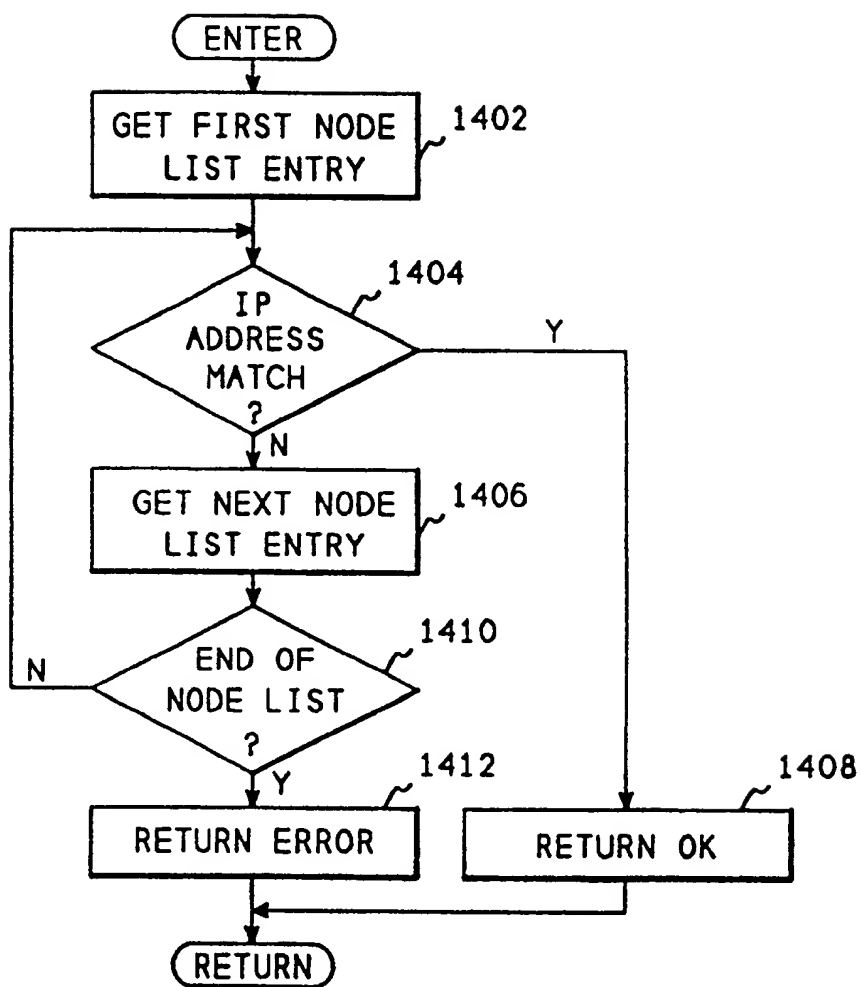 ENTER
GET FIRST NODE
LIST ENTRY
1402
IP
ADDRESS
MATCH
?
1404
Y
N
GET NEXT NODE
LIST ENTRY
1406
END OF
NODE LIST
?
1410
N
Y
RETURN ERROR
1412
RETURN OK
1408
RETURN